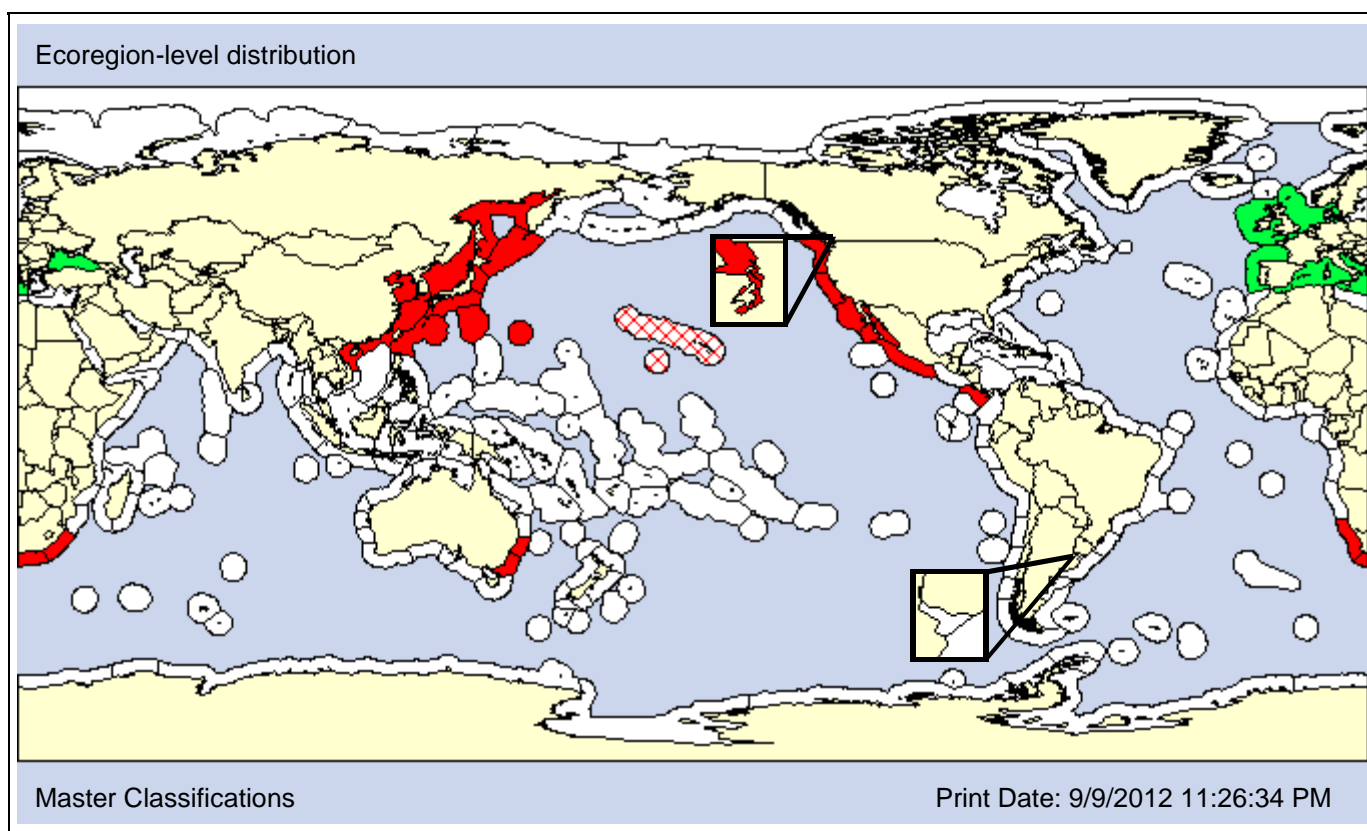 Ecoregion-level distribution
Master Classifications
Print Date: 9/9/2012 11:26:34 PM